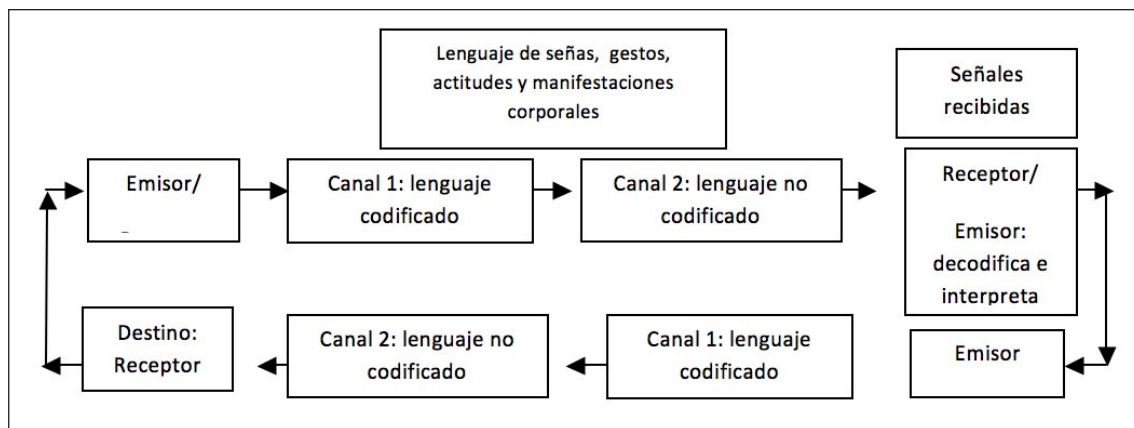 Lenguaje de señas, gestos,
actitudes y manifestaciones
corporales
Señales
recibidas
Emisor/
Canal 1: lenguaje
codificado
Canal 2: lenguaje no
codificado
Receptor/
Emisor:
decodifica e
interpreta
Destino:
Receptor
Canal 2: lenguaje no
codificado
Canal 1: lenguaje
codificado
Emisor